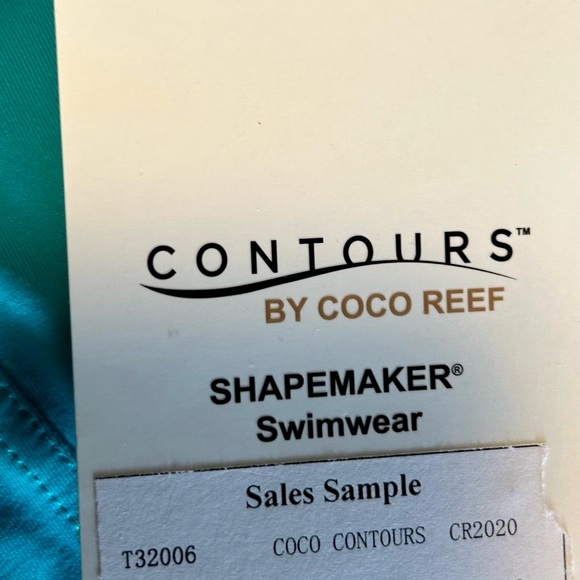 CONTOURS™
BY COCO REEF
SHAPEMAKER®
Swimwear
Sales Sample
T32006 COCO CONTOURS CR2020